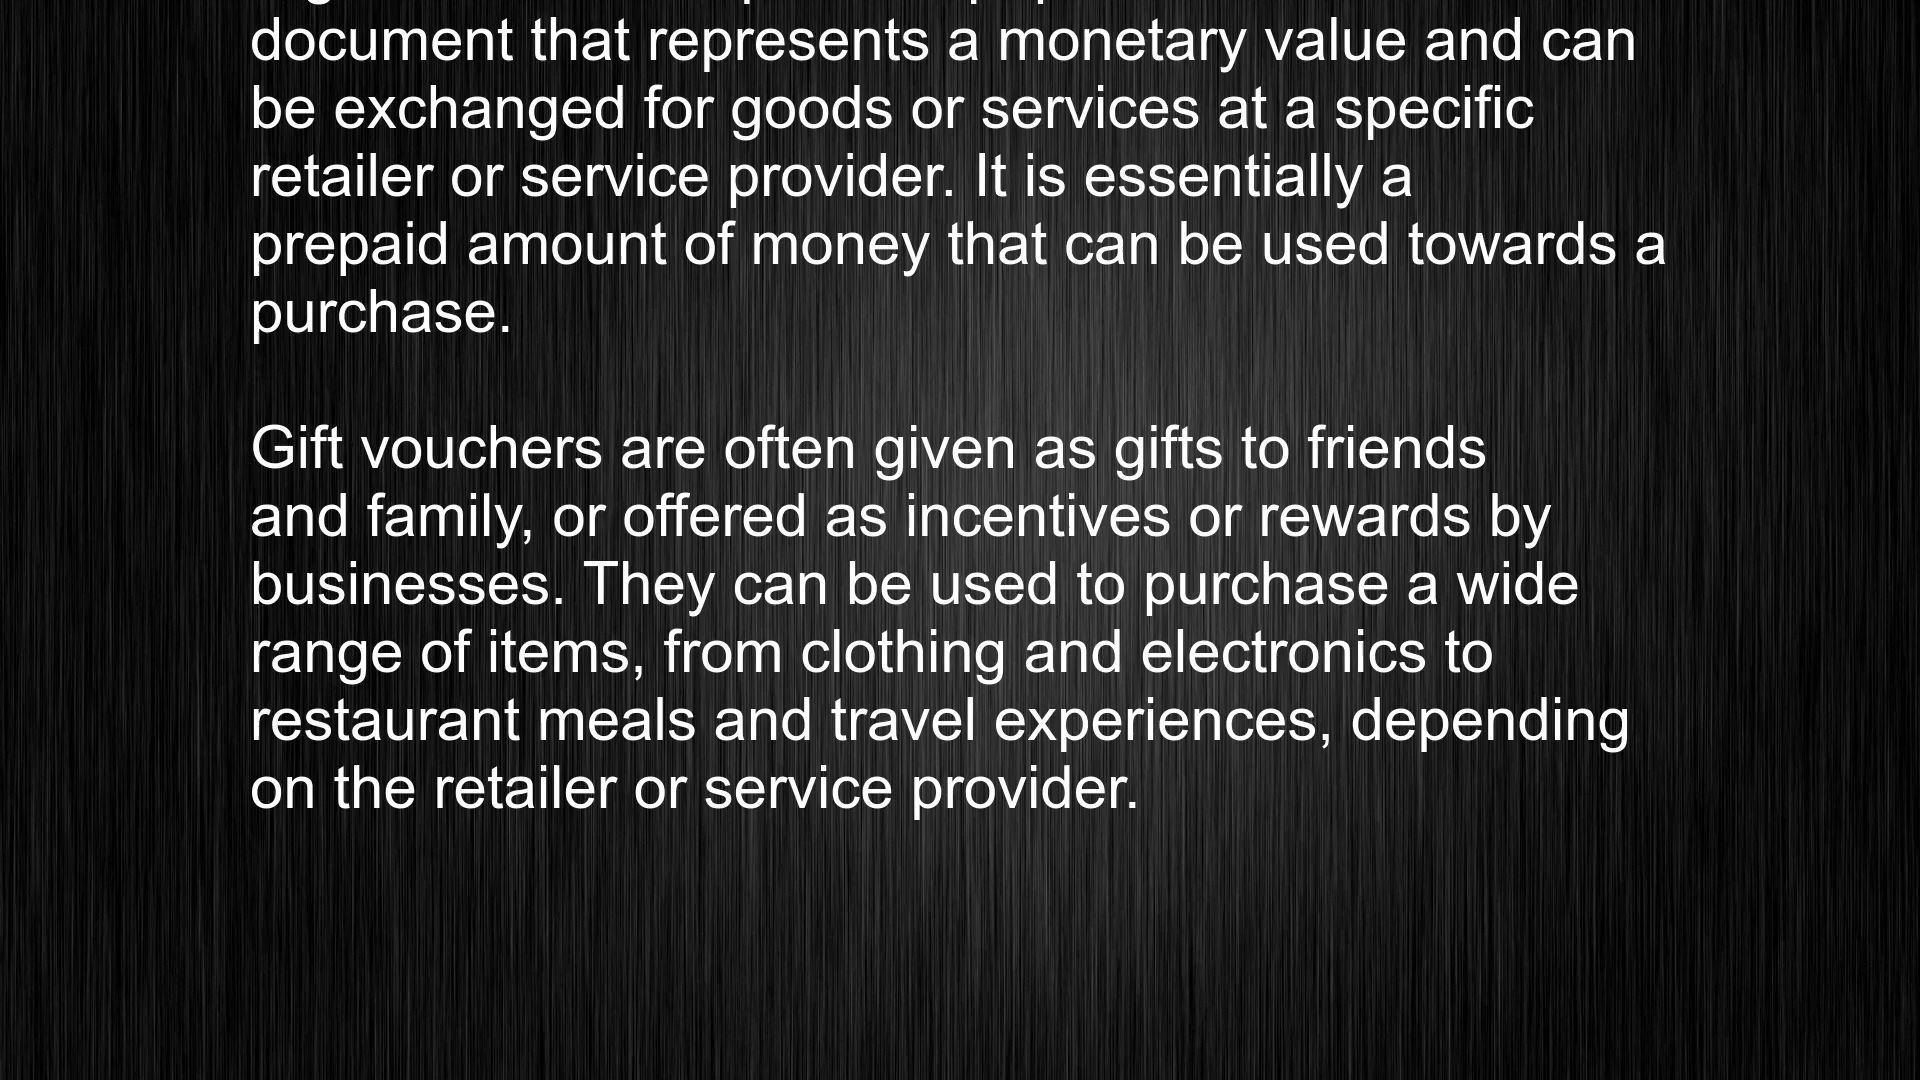 document that represents a monetary value and can
be exchanged for goods or services at a specific
retailer or service provider. It is essentially a
prepaid amount of money that can be used towards a
purchase.
Gift vouchers are often given as gifts to friends
and family, or offered as incentives or rewards by
businesses. They can be used to purchase a wide
range of items, from clothing and electronics to
restaurant meals and travel experiences, depending
on the retailer or service provider.